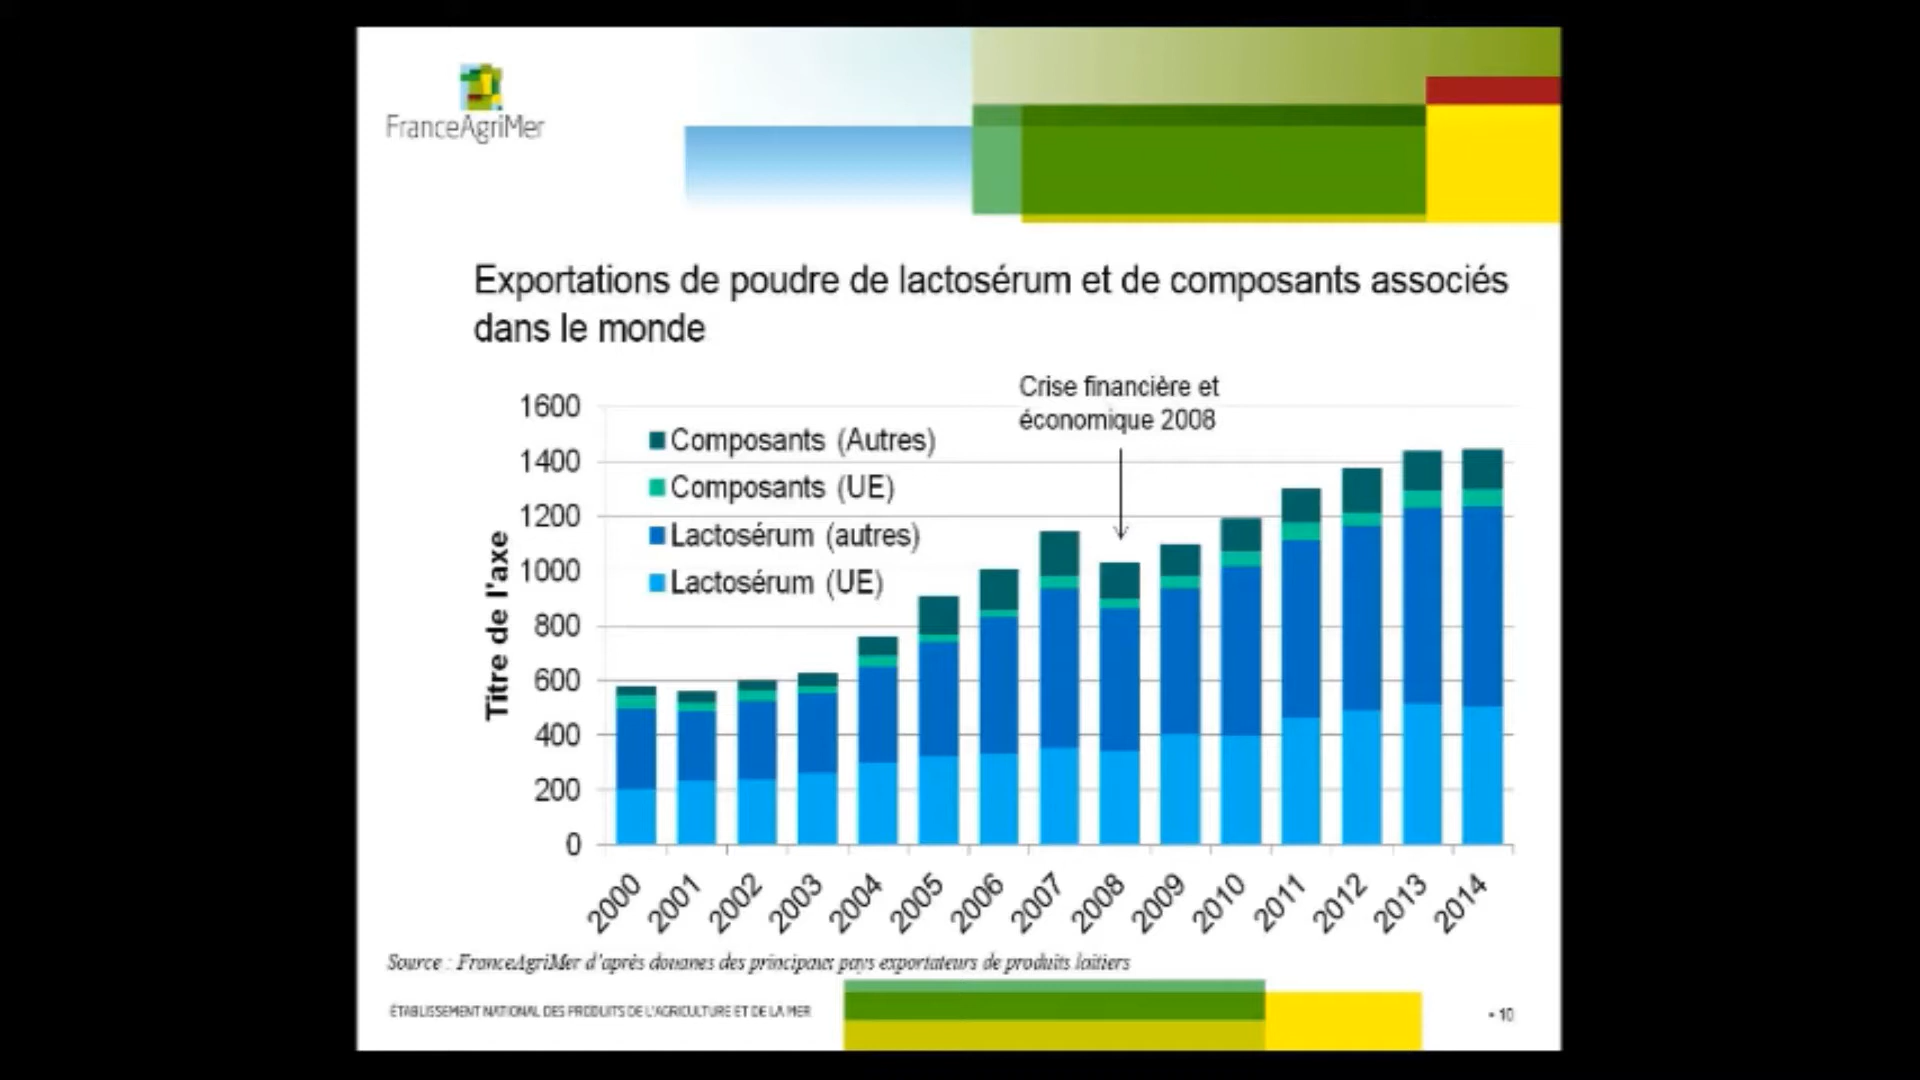 FranceAgriMer
Exportations de poudre de lactosérum et de composants associés
dans le monde
Crise financière et
économique 2008
Titre de l'axe
1600
1400
1200
1000
800
600
400
200
0
Composants (Autres)
Composants (UE)
Lactosérum (autres)
Lactosérum (UE)
2000 2001 2002 2003 2004 2005 2006 2007 2008 2009 2010 2011 2012 2013 2014
Source : FranceAgriMer d'après douanes des principaux pays exportateurs de produits laitiers
ÉTABLISSEMENT NATIONAL DES PRODUITS DE L'AGRICULTURE ET DE LA MER
• 10